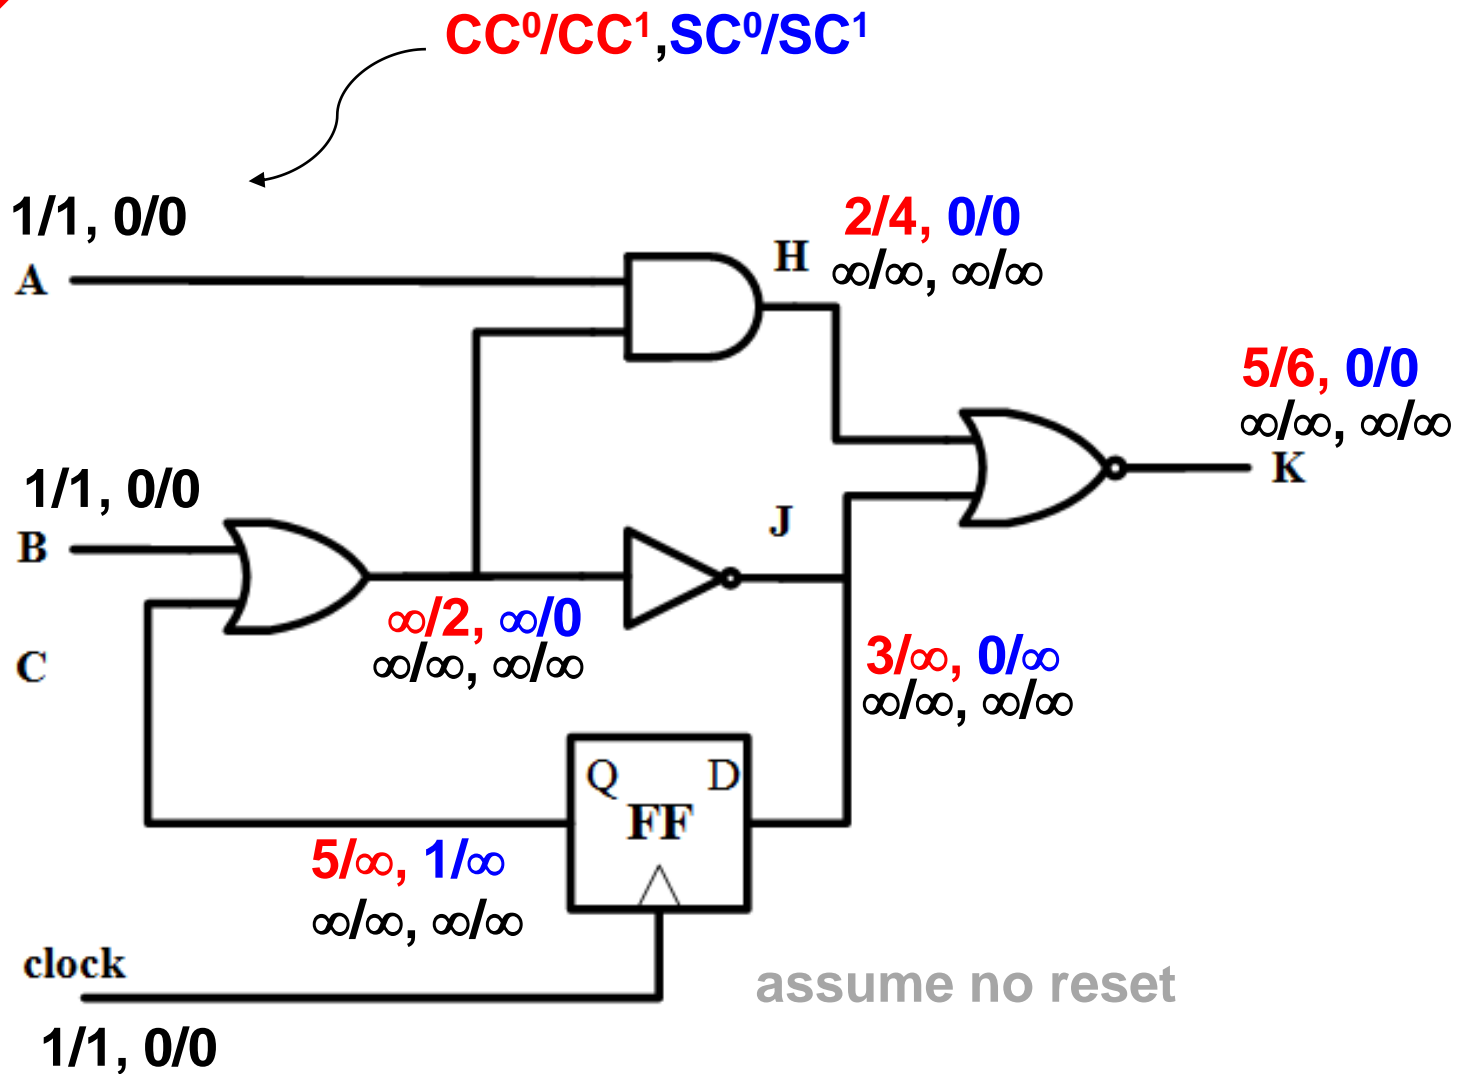 CC⁰/CC¹,SC⁰/SC¹
1/1, 0/0
A
H
2/4, 0/0
∞/∞, ∞/∞
5/6, 0/0
∞/∞, ∞/∞
K
1/1, 0/0
B
J
∞/2, ∞/0
∞/∞, ∞/∞
C
3/∞, 0/∞
∞/∞, ∞/∞
Q D
FF
5/∞, 1/∞
∞/∞, ∞/∞
clock
assume no reset
1/1, 0/0